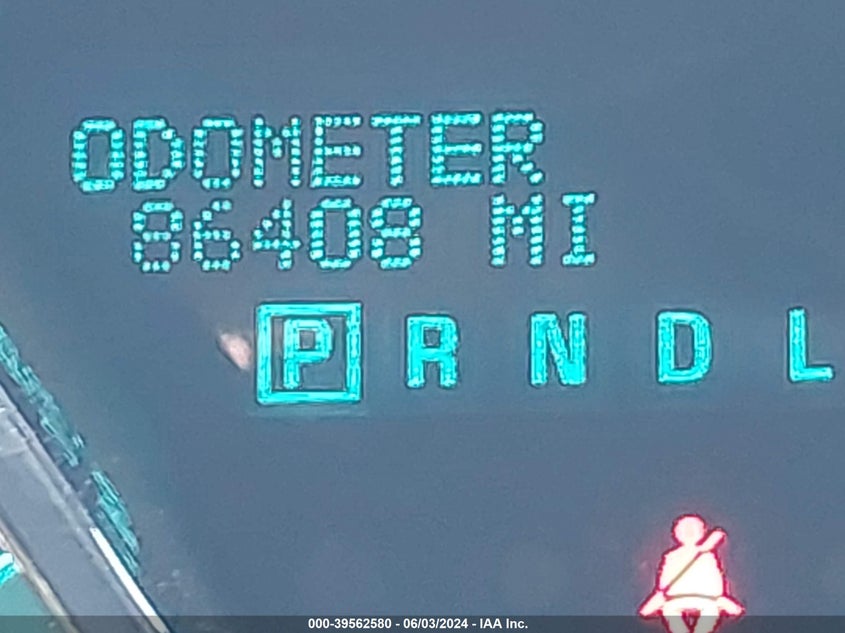 ODOMETER
86408 MI
P R N D L
000-39562580 - 06/03/2024 - IAA Inc.